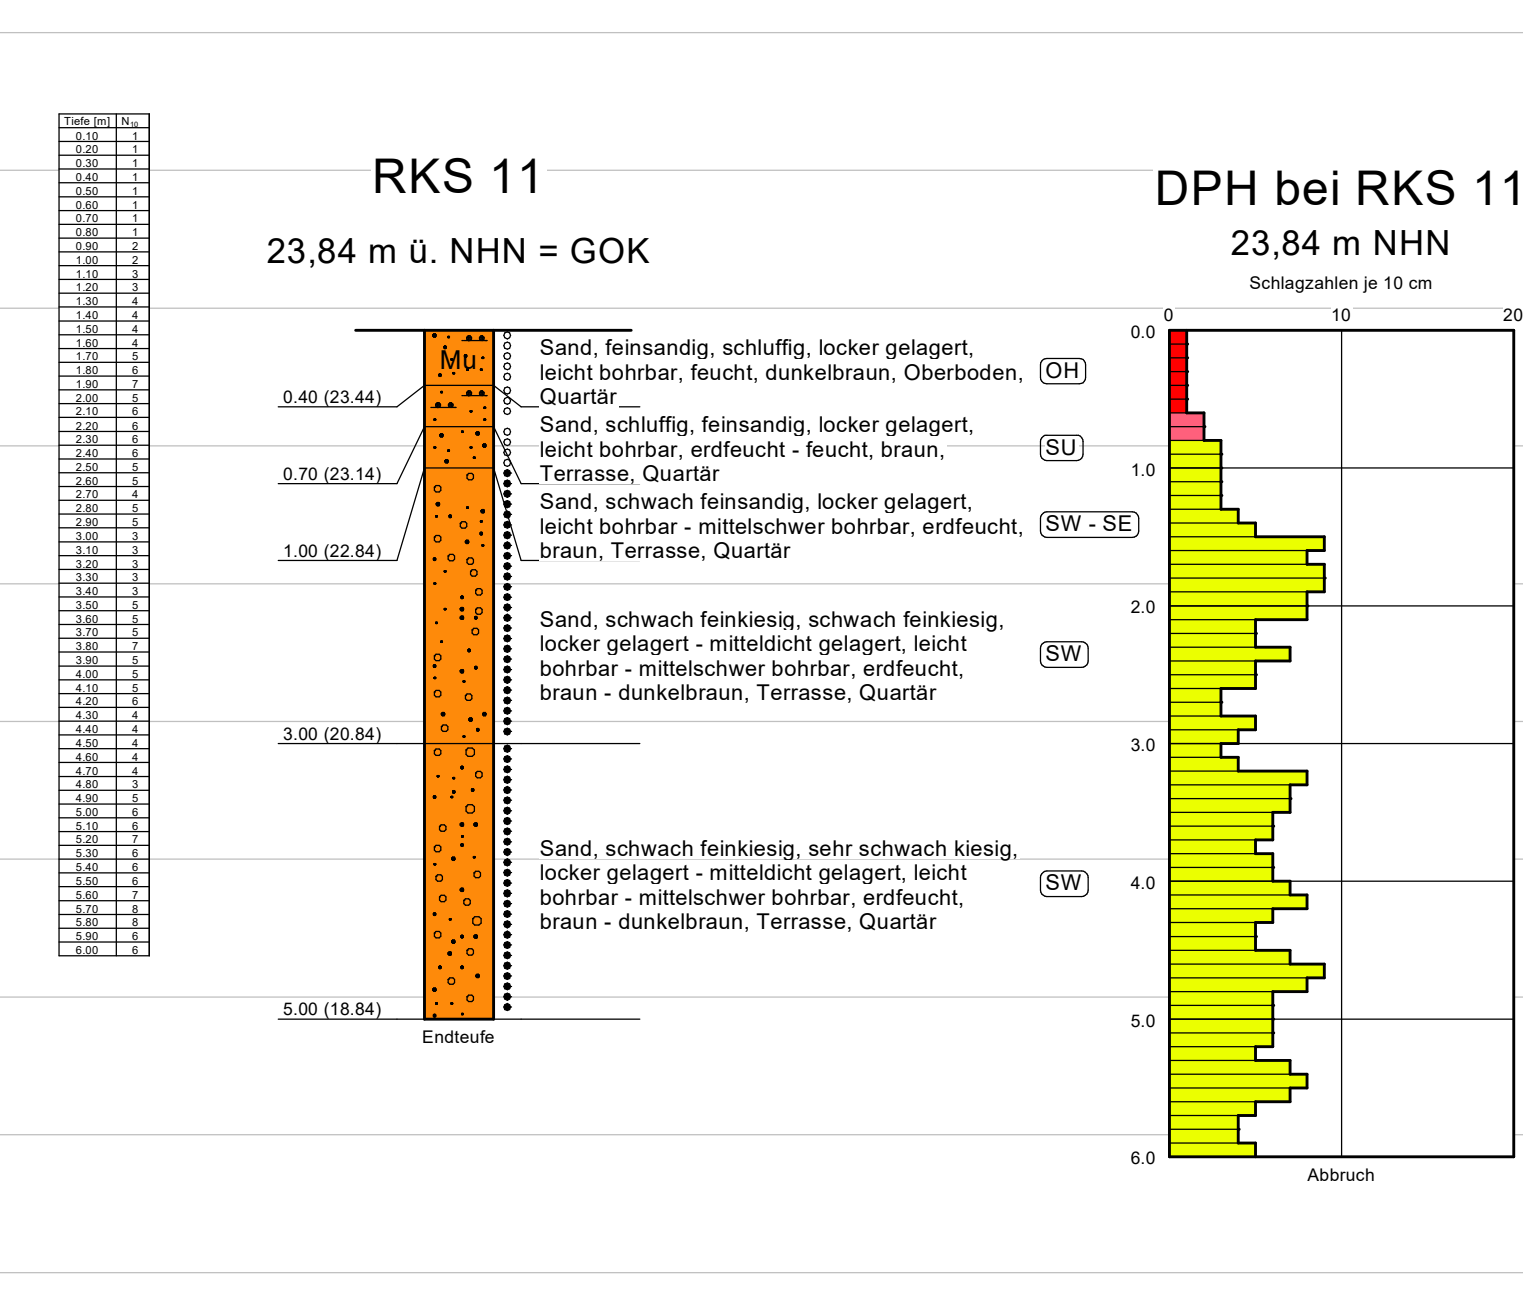 Tiefe [m] N10
0.10 1
0.20 1
0.30 1
0.40 1
0.50 1
0.60 1
0.70 1
0.80 1
0.90 2
1.00 2
1.10 3
1.20 3
1.30 4
1.40 4
1.50 4
1.60 4
1.70 5
1.80 6
1.90 7
2.00 5
2.10 6
2.20 6
2.30 6
2.40 6
2.50 5
2.60 5
2.70 4
2.80 5
2.90 5
3.00 3
3.10 3
3.20 3
3.30 3
3.40 3
3.50 5
3.60 5
3.70 5
3.80 7
3.90 5
4.00 5
4.10 5
4.20 6
4.30 4
4.40 4
4.50 4
4.60 4
4.70 4
4.80 3
4.90 5
5.00 6
5.10 6
5.20 7
5.30 6
5.40 6
5.50 6
5.60 7
5.70 8
5.80 8
5.90 6
6.00 6
RKS 11
23,84 m ü. NHN = GOK
Mu
0.40 (23.44)
0.70 (23.14)
1.00 (22.84)
3.00 (20.84)
5.00 (18.84)
Endteufe
Sand, feinsandig, schluffig, locker gelagert,
leicht bohrbar, feucht, dunkelbraun, Oberboden,
Quartär
OH
Sand, schluffig, feinsandig, locker gelagert,
leicht bohrbar, erdfeucht - feucht, braun,
Terrasse, Quartär
SU
Sand, schwach feinsandig, locker gelagert,
leicht bohrbar - mittelschwer bohrbar, erdfeucht,
braun, Terrasse, Quartär
SW - SE
Sand, schwach feinkiesig, schwach feinkiesig,
locker gelagert - mitteldicht gelagert, leicht
bohrbar - mittelschwer bohrbar, erdfeucht,
braun - dunkelbraun, Terrasse, Quartär
SW
Sand, schwach feinkiesig, sehr schwach kiesig,
locker gelagert - mitteldicht gelagert, leicht
bohrbar - mittelschwer bohrbar, erdfeucht,
braun - dunkelbraun, Terrasse, Quartär
SW
DPH bei RKS 11
23,84 m NHN
Schlagzahlen je 10 cm
0 10 20
0.0
1.0
2.0
3.0
4.0
5.0
6.0
Abbruch